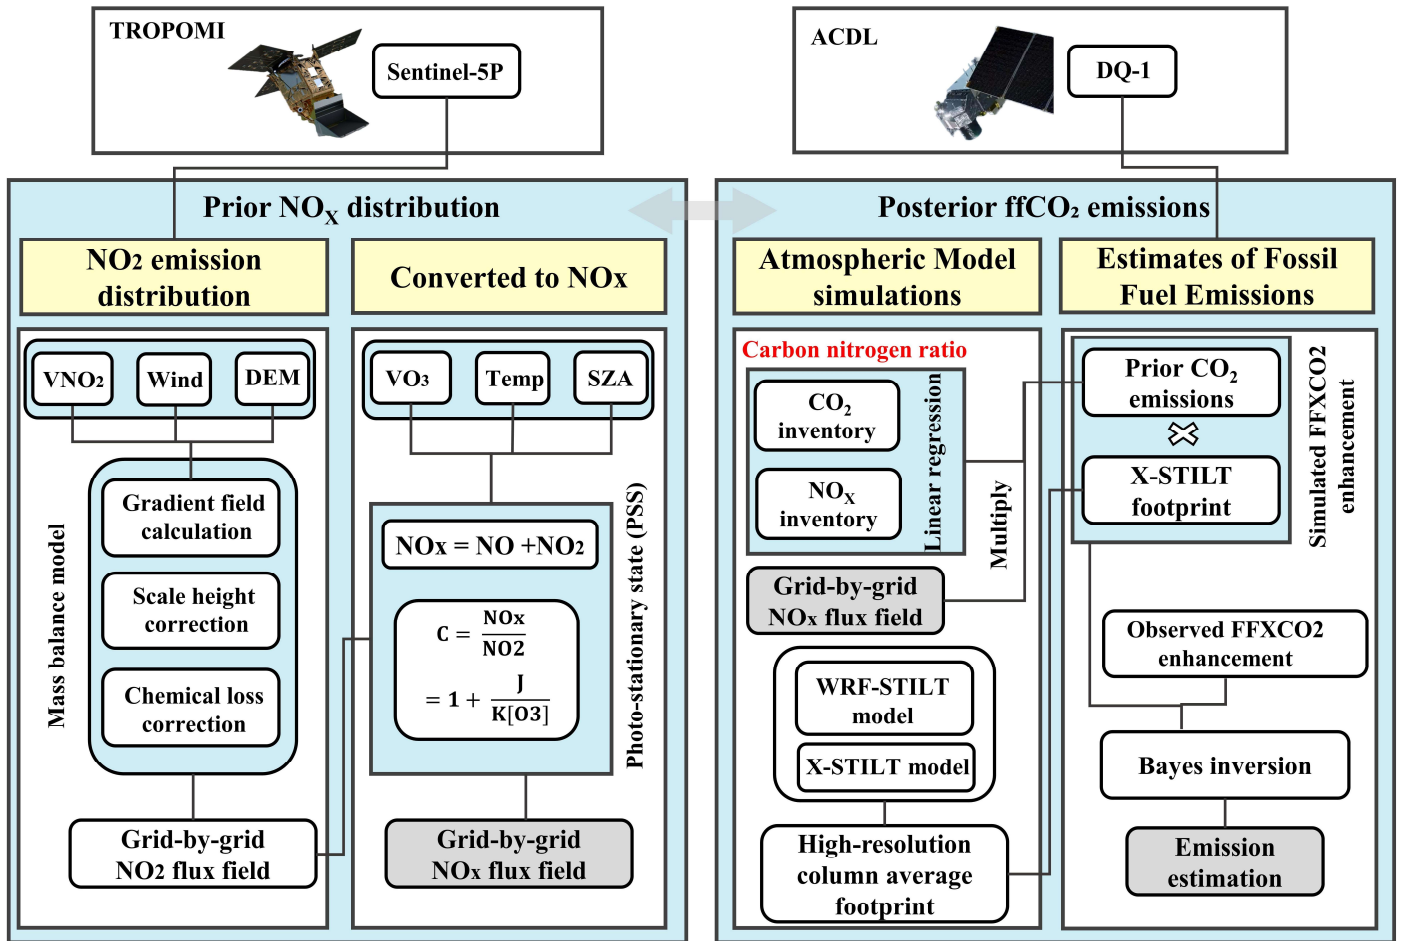 TROPOMI
Sentinel-5P
ACDL
DQ-1
Prior NOX distribution
NO2 emission
distribution
Converted to NOx
VNO2
Wind
DEM
Mass balance model
Gradient field
calculation
Scale height
correction
Chemical loss
correction
Grid-by-grid
NO2 flux field
VO3
Temp
SZA
NOx = NO +NO2
C = NOx/NO2
= 1 + J/K[O3]
Photo-stationary state (PSS)
Grid-by-grid
NOx flux field
Posterior ffCO₂ emissions
Atmospheric Model
simulations
Estimates of Fossil
Fuel Emissions
Carbon nitrogen ratio
CO2
inventory
NOX
inventory
Linear regression
Multiply
Grid-by-grid
NOx flux field
WRF-STILT
model
X-STILT model
High-resolution
column average
footprint
Prior CO2
emissions
X-STILT
footprint
Simulated FFXCO2
enhancement
Observed FFXCO2
enhancement
Bayes inversion
Emission
estimation